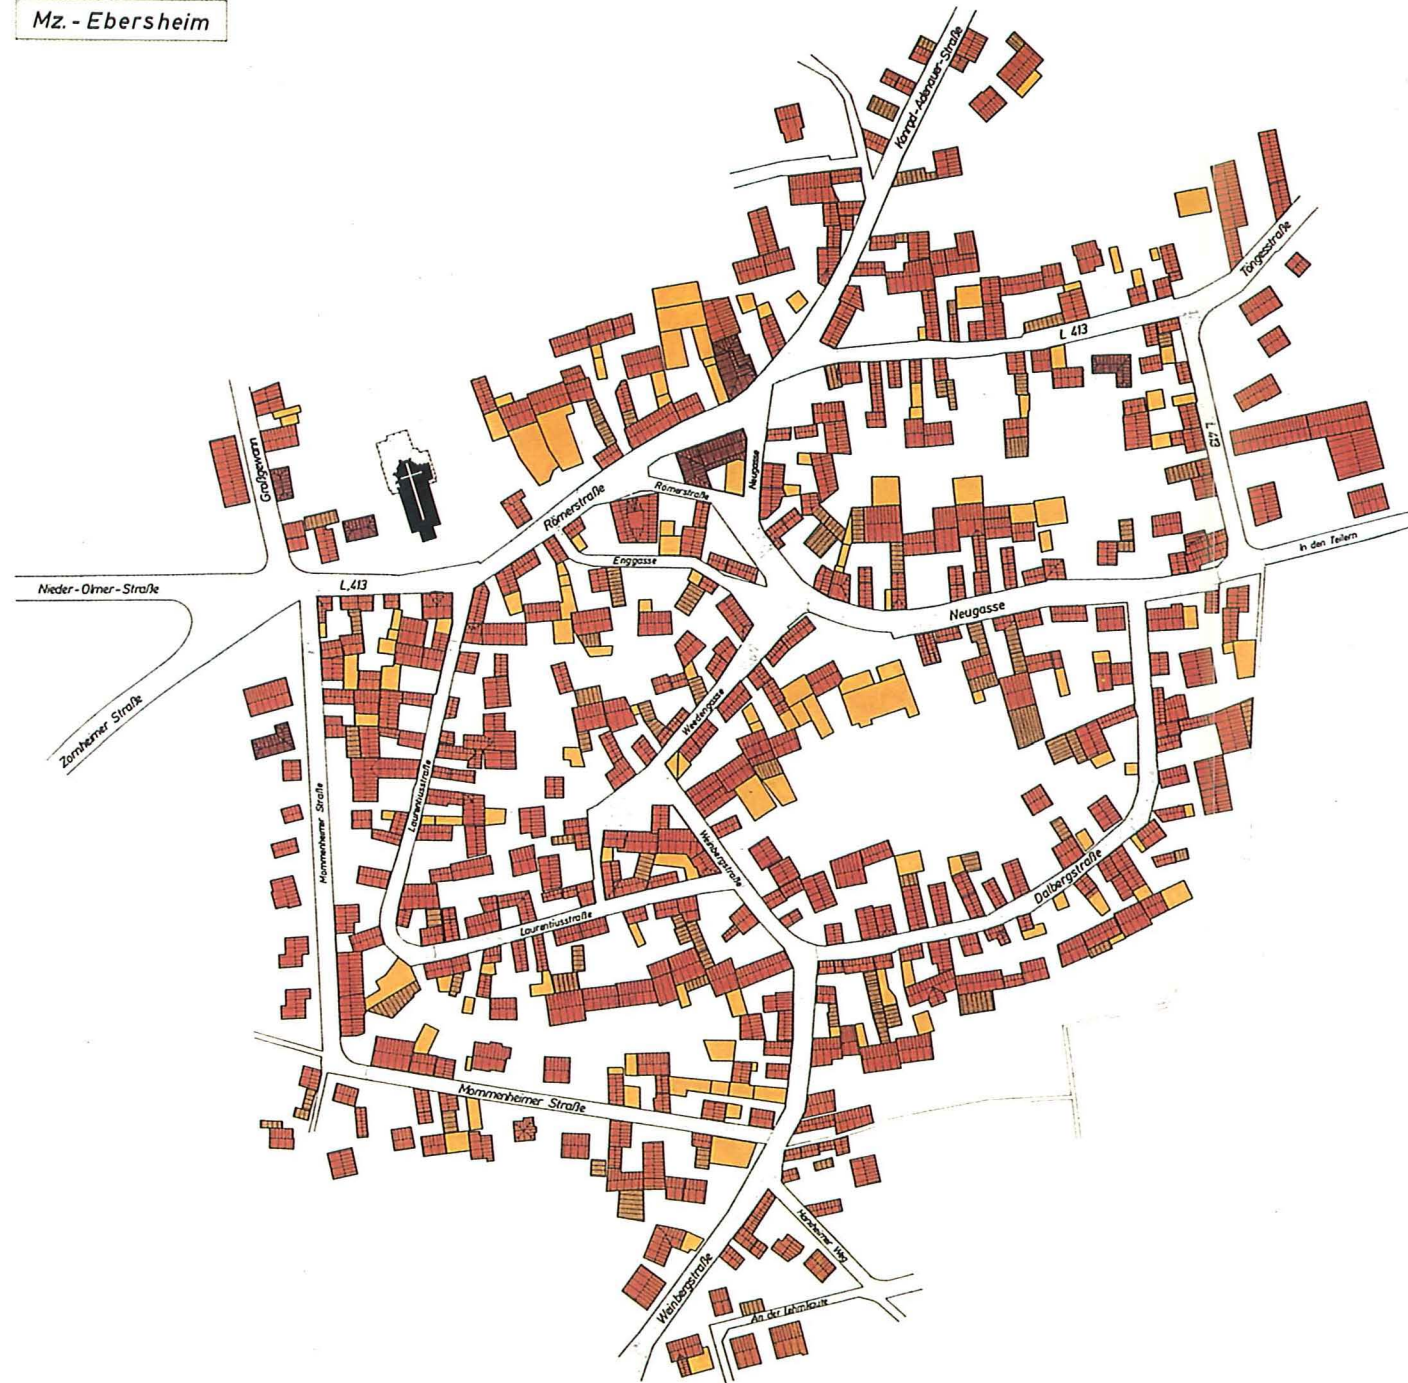 Mz. - Ebersheim
Konrad-Adenauer-Straße
Töngesstraße
L 413
Großgewann
Neugasse
L 413
Römerstraße
Römerstraße
In den Teilern
Enggasse
Nieder-Olmer-Straße
L.413
Neugasse
Zornheimer Straße
Weedengasse
Laurentiusstraße
Mommenheimer Straße
Weinbergstraße
Dalbergstraße
Laurentiusstraße
Mommenheimer Straße
Harxheimer Weg
Weinbergstraße
An der Lehmkaute